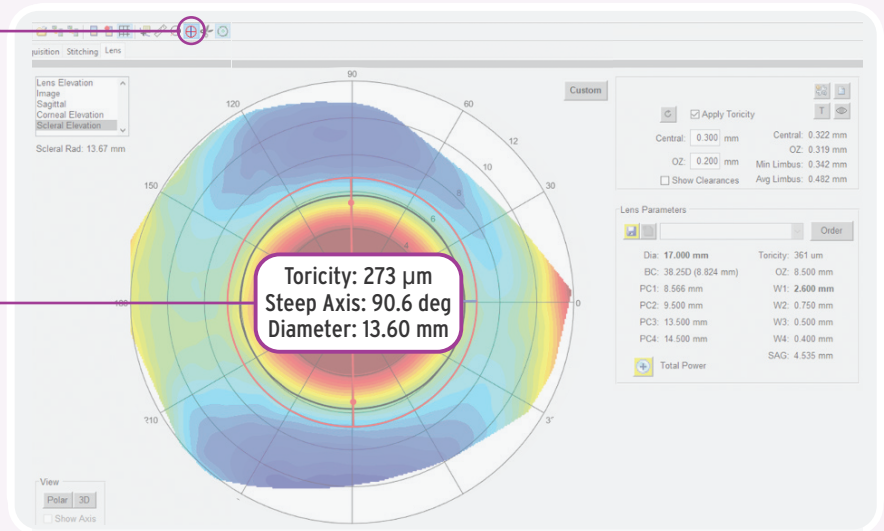 uisition Stitching Lens
Lens Elevation
Image
Sagittal
Corneal Elevation
Scleral Elevation
Scleral Rad: 13.67 mm
Custom
Apply Toricity
T
Central: 0.300 mm
Central: 0.322 mm
OZ: 0.319 mm
OZ: 0.200 mm
Min Limbus: 0.342 mm
Show Clearances
Avg Limbus: 0.482 mm
90
120
60
12
150
10
30
8
6
4
180
0
?10
3"
Toricity: 273 µm
Steep Axis: 90.6 deg
Diameter: 13.60 mm
Lens Parameters
Order
Dia: 17.000 mm
Toricity: 361 um
BC: 38.25D (8.824 mm)
OZ: 8.500 mm
PC1: 8.566 mm
W1: 2.600 mm
PC2: 9.500 mm
W2: 0.750 mm
PC3: 13.500 mm
W3: 0.500 mm
PC4: 14.500 mm
W4: 0.400 mm
SAG: 4.535 mm
Total Power
View
Polar 3D
Show Axis